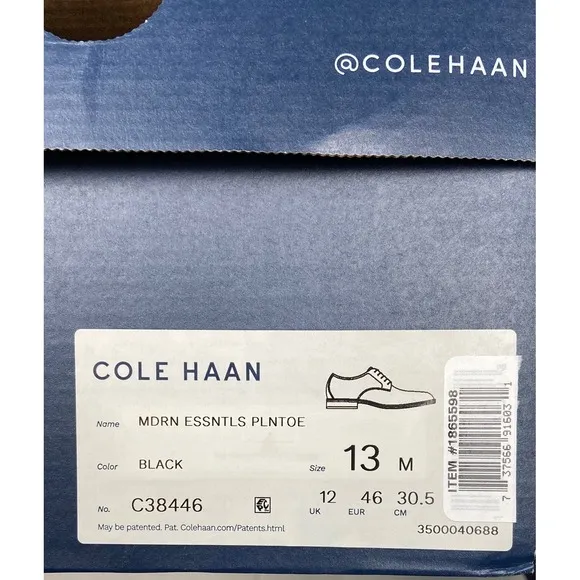 @COLEHAAN
COLE HAAN
Name MDRN ESSNTLS PLNTOE
Color BLACK Size 13 M
No. C38446 12 UK 46 EUR 30.5 CM
May be patented. Pat. Colehaan.com/Patents.html 3500040688
ITEM #1865598
7 37566 91603 1